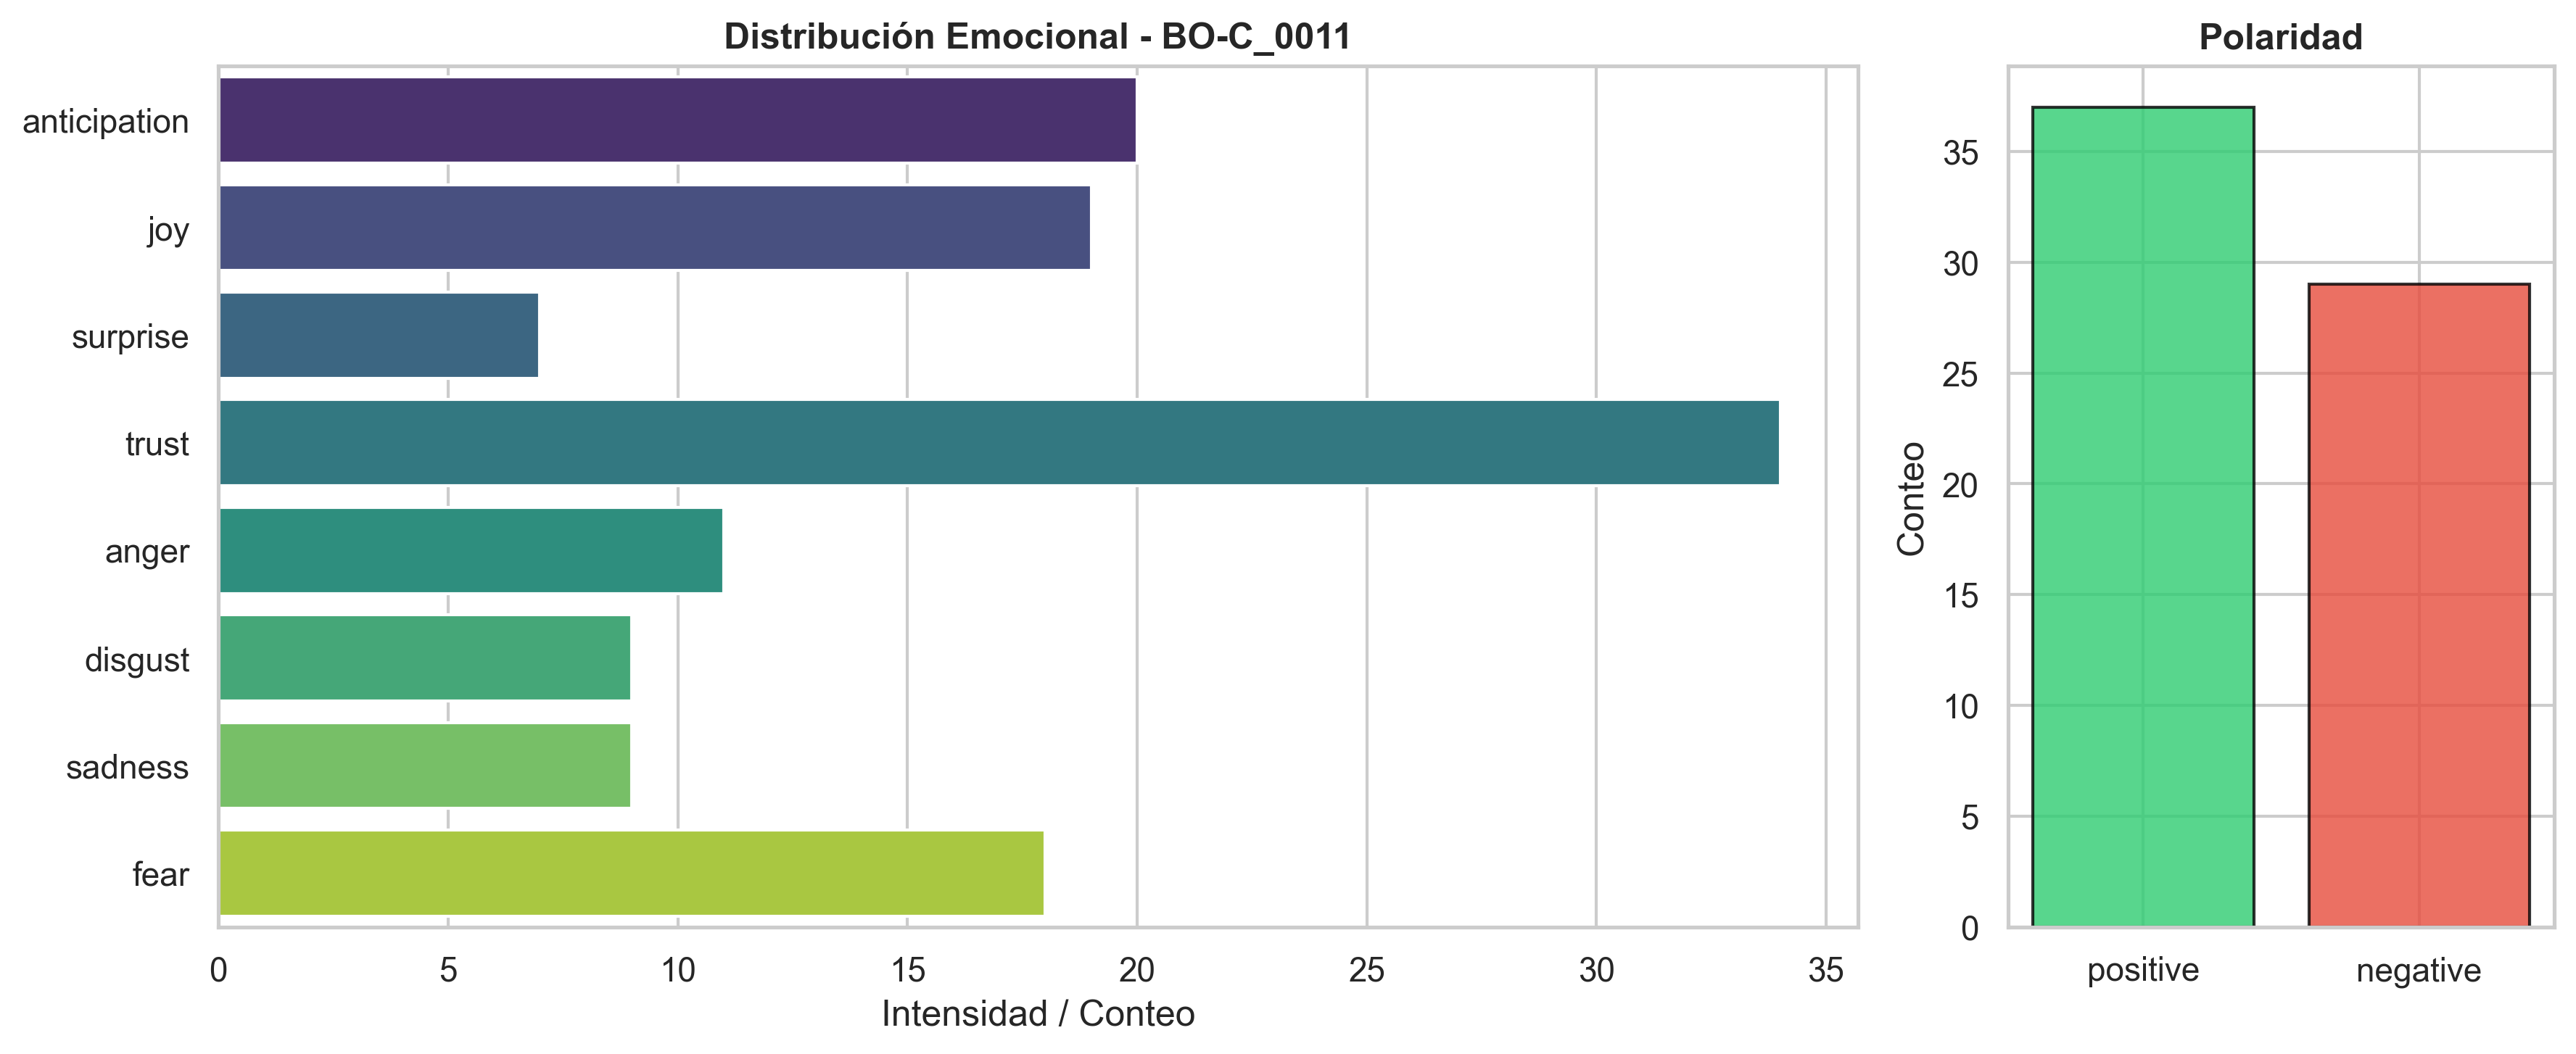 Distribución Emocional - BO-C_0011
anticipation
joy
surprise
trust
anger
disgust
sadness
fear
0 5 10 15 20 25 30 35
Intensidad / Conteo
Polaridad
Conteo
35
30
25
20
15
10
5
0
positive negative